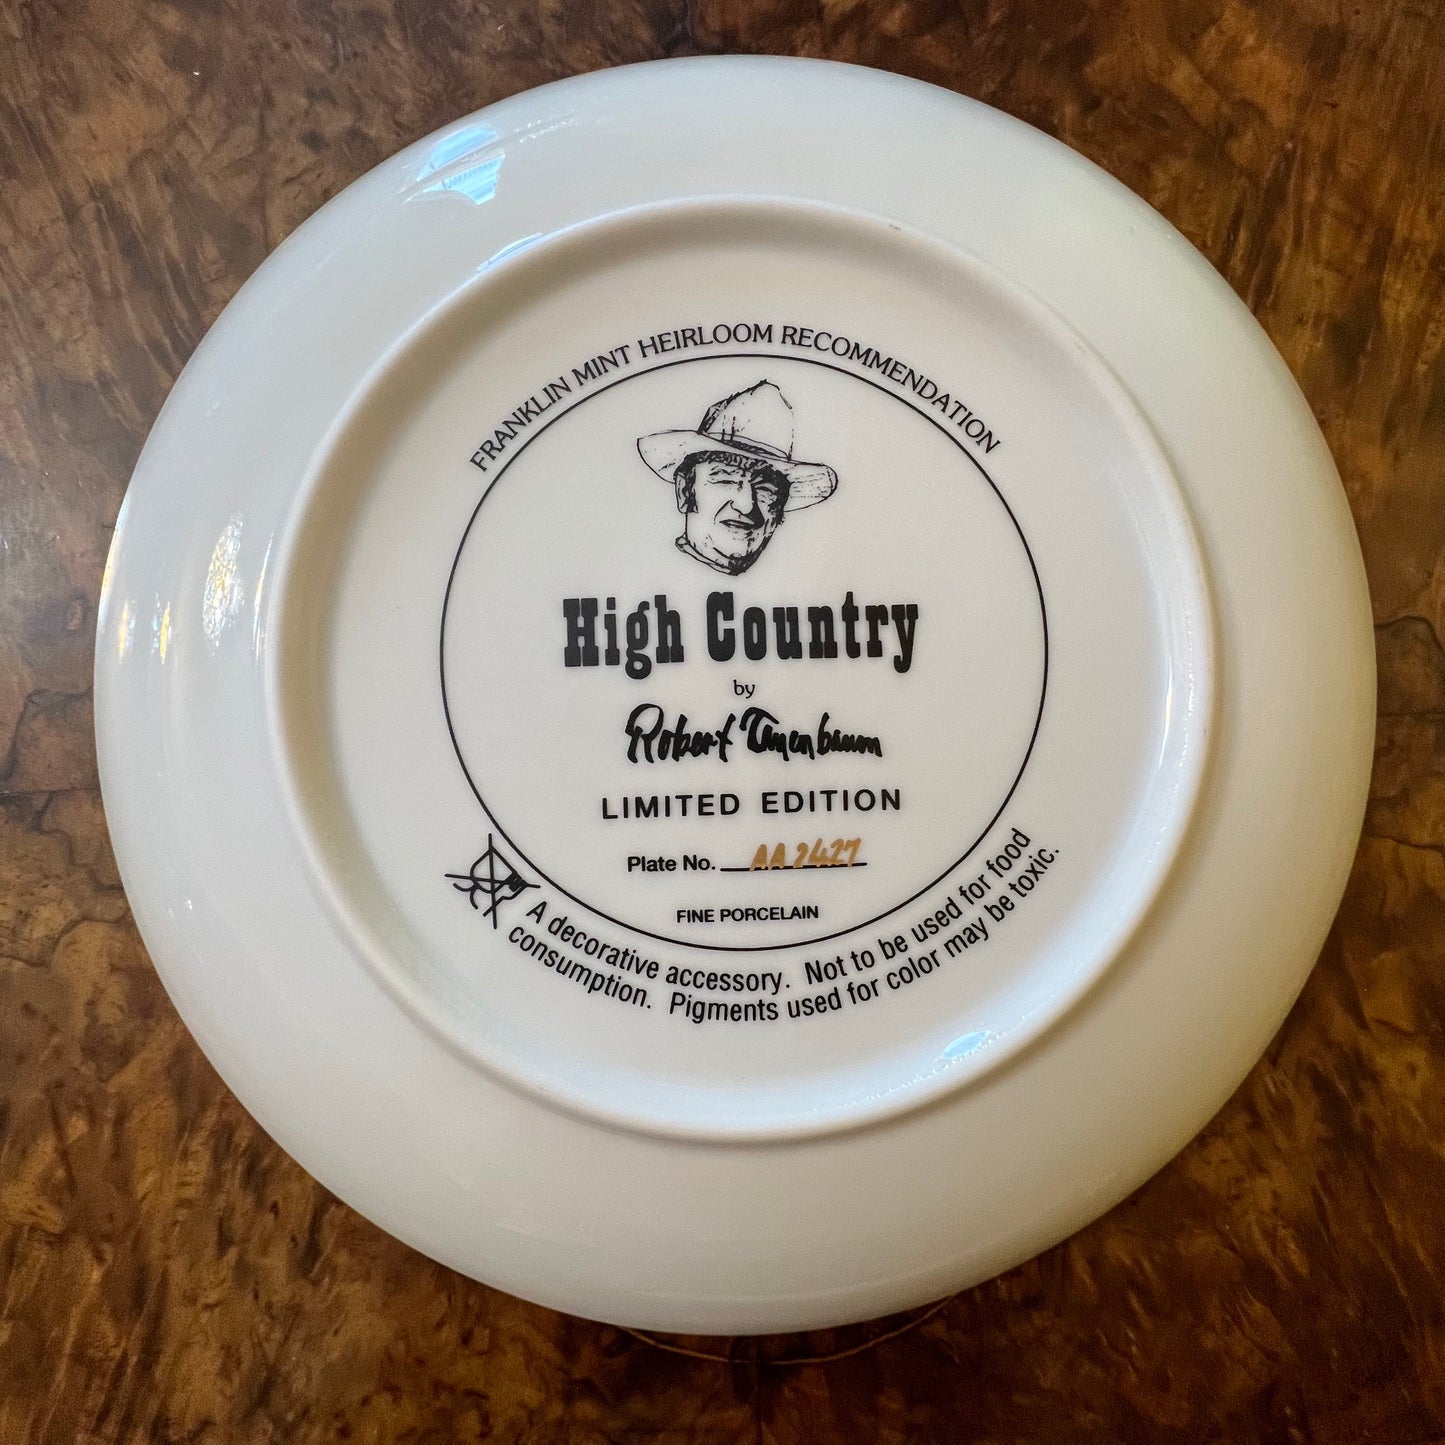 FRANKLIN MINT HEIRLOOM RECOMMENDATION
High Country
by
Robert Tanenbaum
LIMITED EDITION
Plate No. AA2427
FINE PORCELAIN
A decorative accessory. Not to be used for food
consumption. Pigments used for color may be toxic.